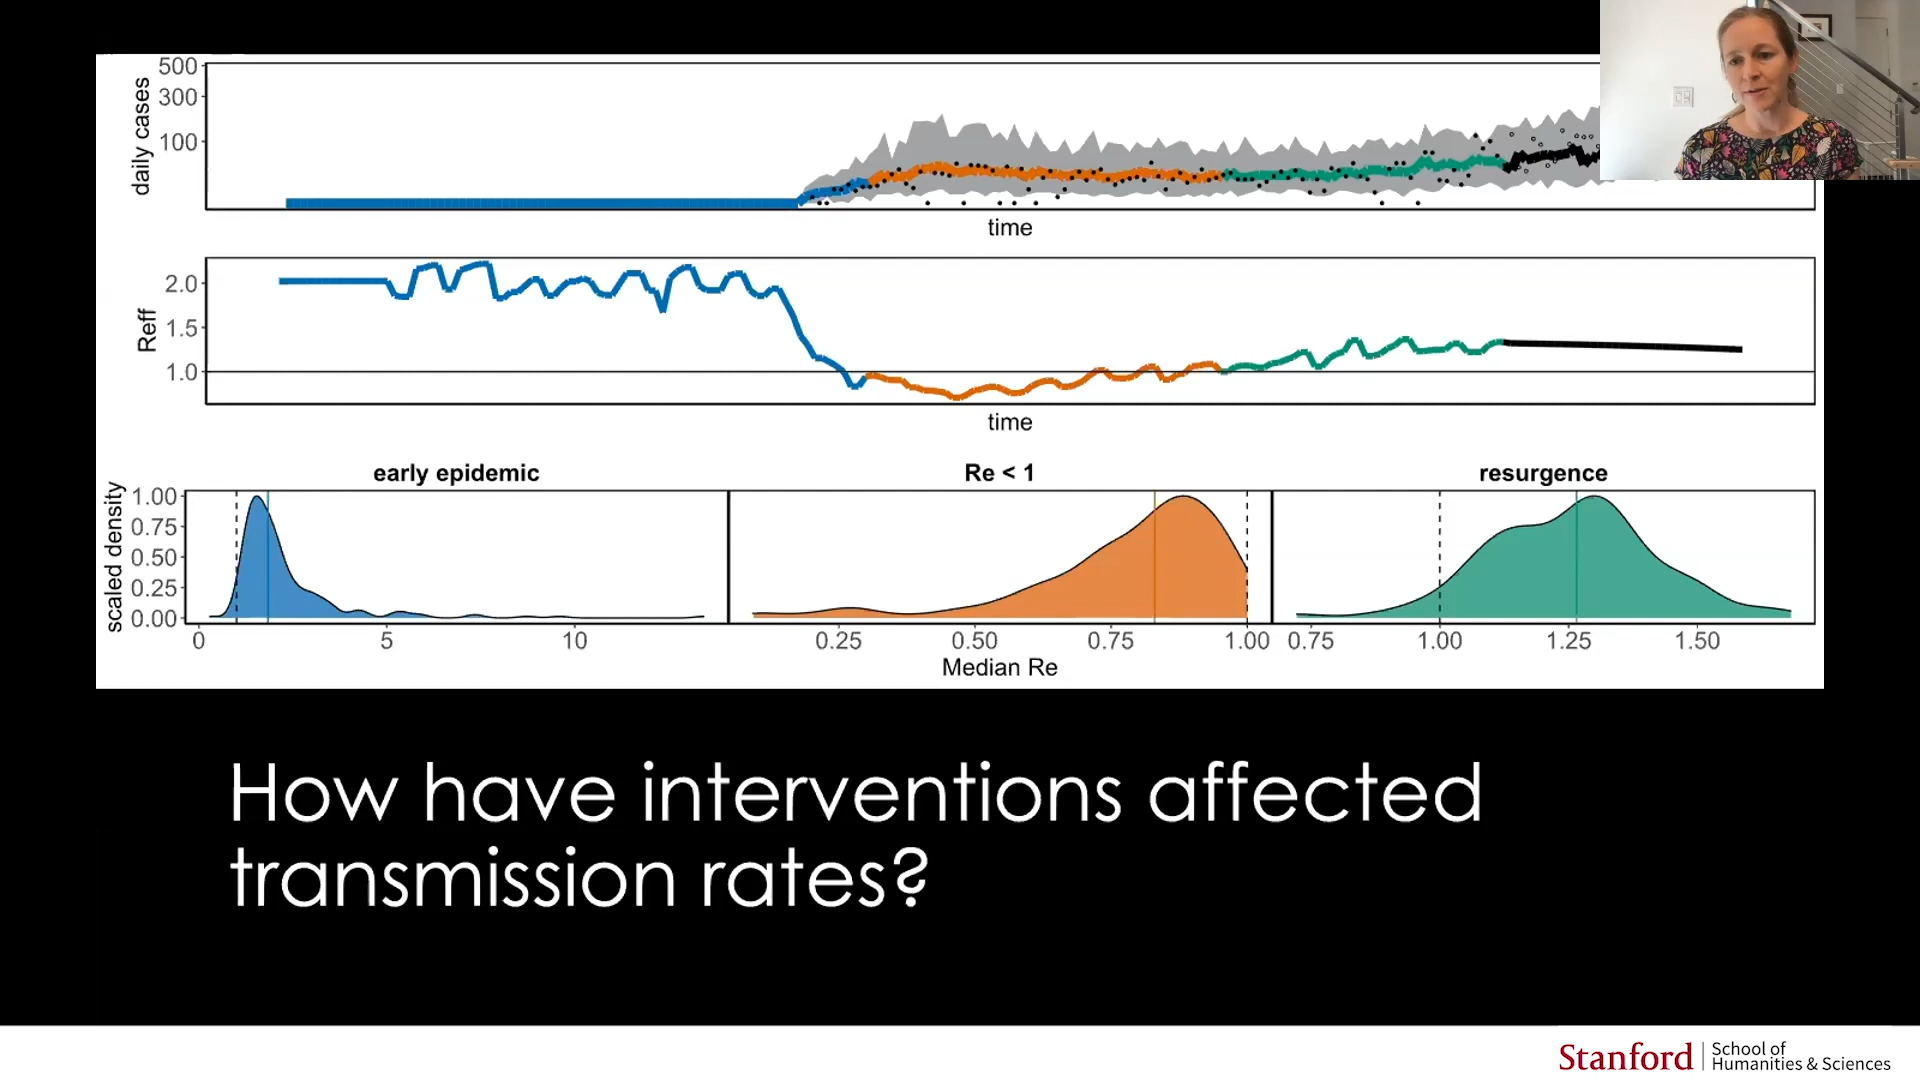 500
300
100
daily cases
time
2.0
1.5
1.0
Reff
time
early epidemic
Re < 1
resurgence
1.00
0.75
0.50
0.25
0.00
scaled density
0 5 10
0.25 0.50 0.75 1.00
0.75 1.00 1.25 1.50
Median Re
How have interventions affected
transmission rates?
Stanford
School of
Humanities & Sciences